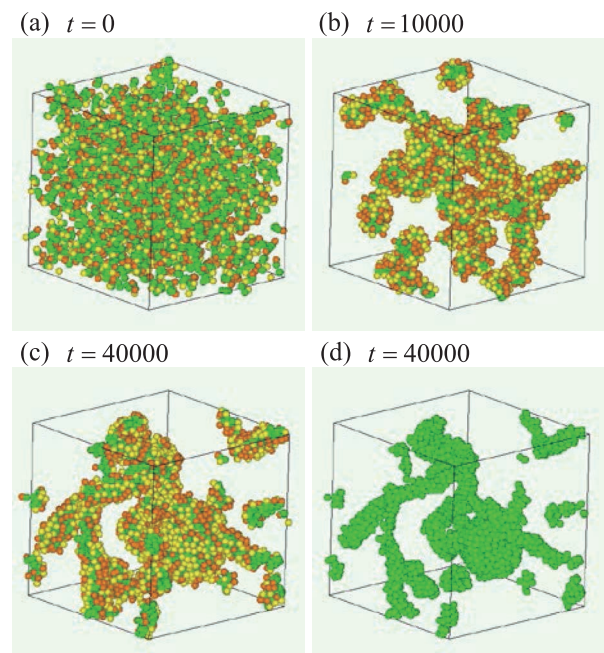 (a) t = 0
(b) t = 10000
(c) t = 40000
(d) t = 40000